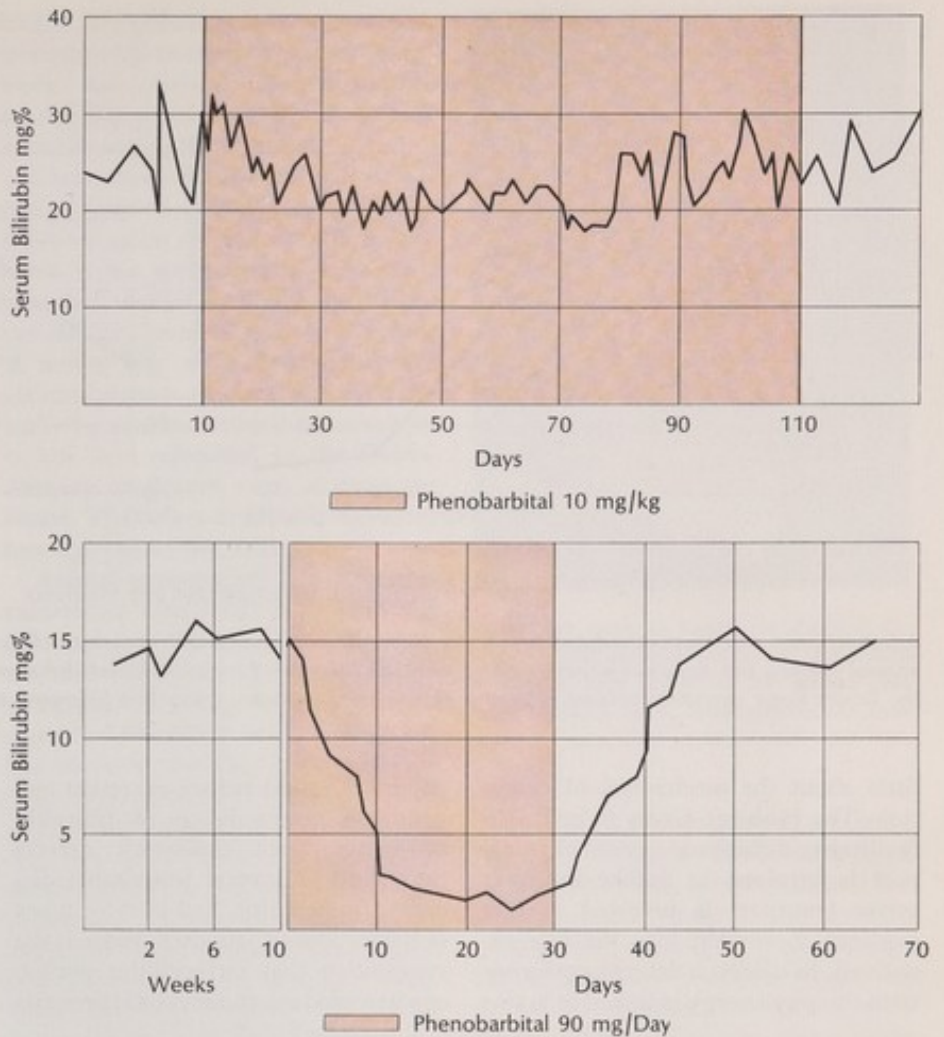 40
30
20
10
Serum Bilirubin mg%
10 30 50 70 90 110
Days
Phenobarbital 10 mg/kg
20
15
10
5
Serum Bilirubin mg%
2 6 10 10 20 30 40 50 60 70
Weeks Days
Phenobarbital 90 mg/Day